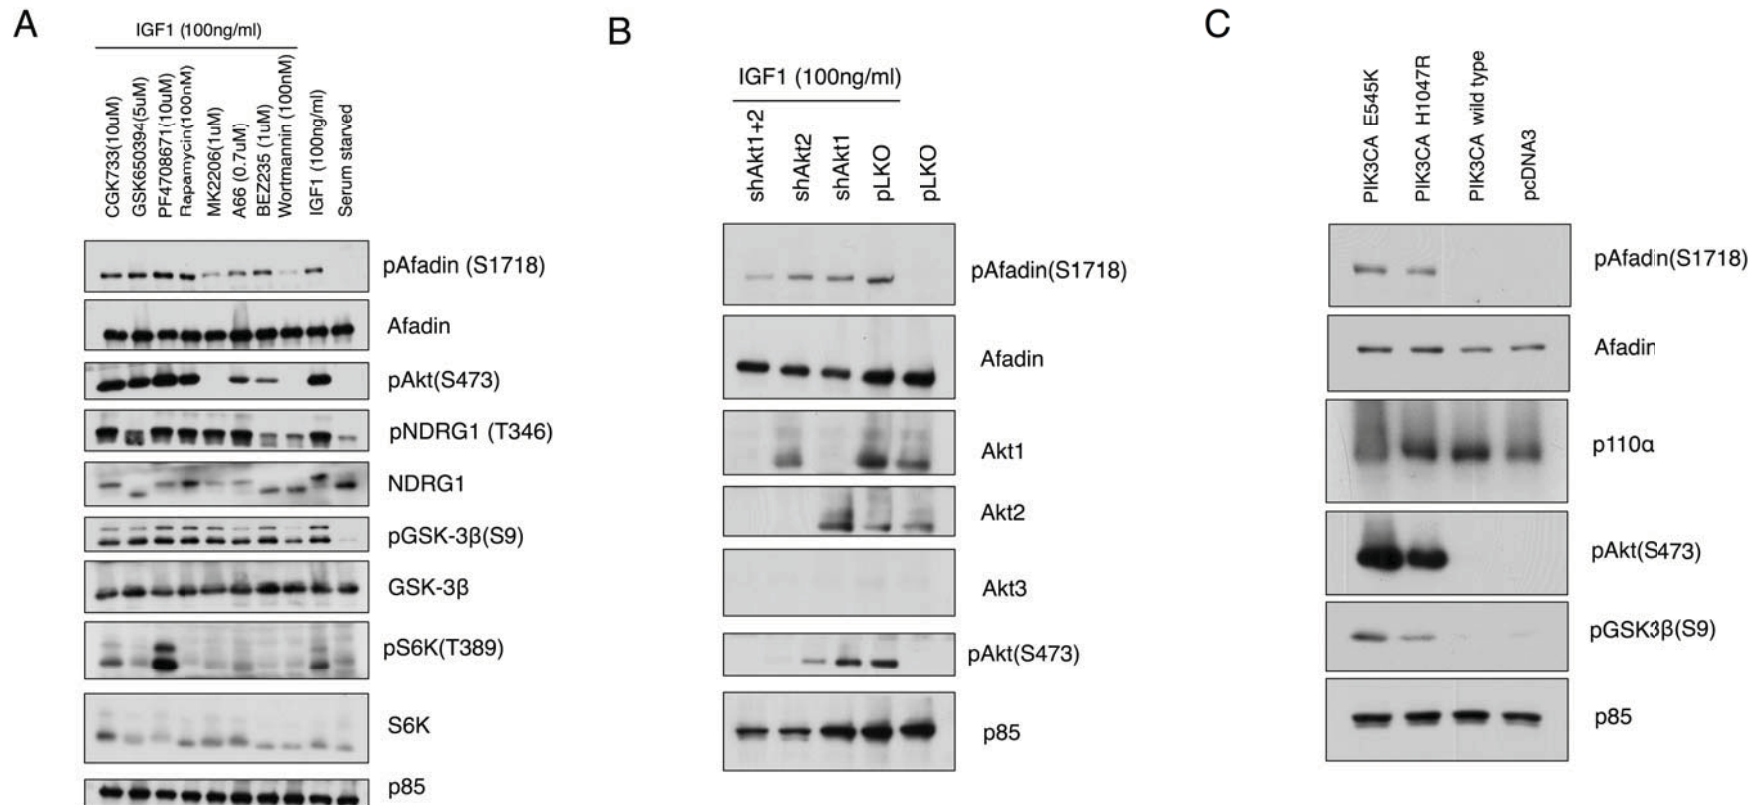 A
IGF1 (100ng/ml)
CGK733(10uM)
GSK650394(5uM)
PF4708671(10uM)
Rapamycin(100nM)
MK2206(1uM)
A66 (0.7uM)
BEZ235 (1uM)
Wortmannin (100nM)
IGF1 (100ng/ml)
Serum starved
pAfadin (S1718)
Afadin
pAkt(S473)
pNDRG1 (T346)
NDRG1
pGSK-3β(S9)
GSK-3β
pS6K(T389)
S6K
p85
B
IGF1 (100ng/ml)
shAkt1+2
shAkt2
shAkt1
pLKO
pLKO
pAfadin(S1718)
Afadin
Akt1
Akt2
Akt3
pAkt(S473)
p85
C
PIK3CA E545K
PIK3CA H1047R
PIK3CA wild type
pcDNA3
pAfadin(S1718)
Afadin
p110α
pAkt(S473)
pGSK3β(S9)
p85